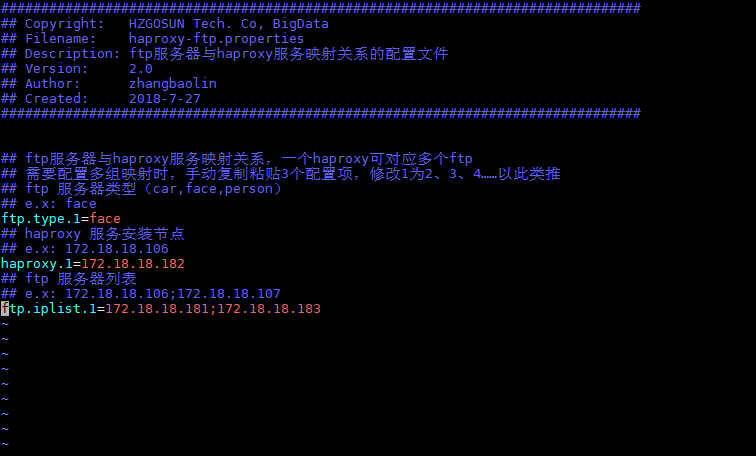 ################################################################################
## Copyright:   HZGOSUN Tech. Co, BigData
## Filename:    haproxy-ftp.properties
## Description: ftp服务器与haproxy服务映射关系的配置文件
## Version:     2.0
## Author:      zhangbaolin
## Created:     2018-7-27
################################################################################
## ftp服务器与haproxy服务映射关系，一个haproxy可对应多个ftp
## 需要配置多组映射时，手动复制粘贴3个配置项，修改1为2、3、4……以此类推
## ftp 服务器类型（car,face,person）
## e.x: face
ftp.type.1=face
## haproxy 服务安装节点
## e.x: 172.18.18.106
haproxy.1=172.18.18.182
## ftp 服务器列表
## e.x: 172.18.18.106;172.18.18.107
ftp.iplist.1=172.18.18.181;172.18.18.183
~
~
~
~
~
~
~
~
~